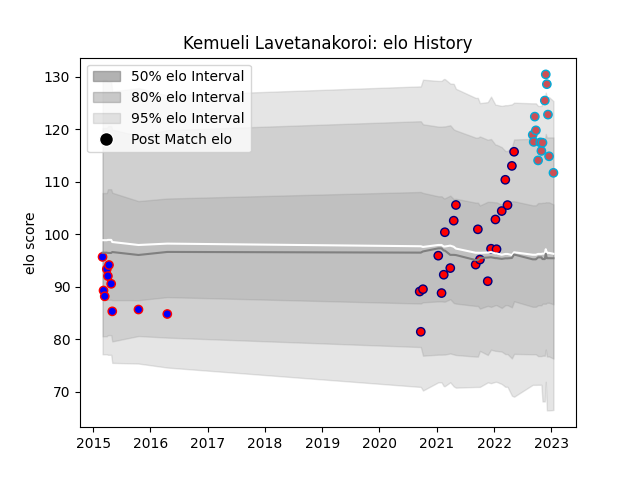 Kemueli Lavetanakoroi: elo History
50% elo Interval
80% elo Interval
95% elo Interval
Post Match elo
elo score
130
120
110
100
90
80
70
2015 2016 2017 2018 2019 2020 2021 2022 2023